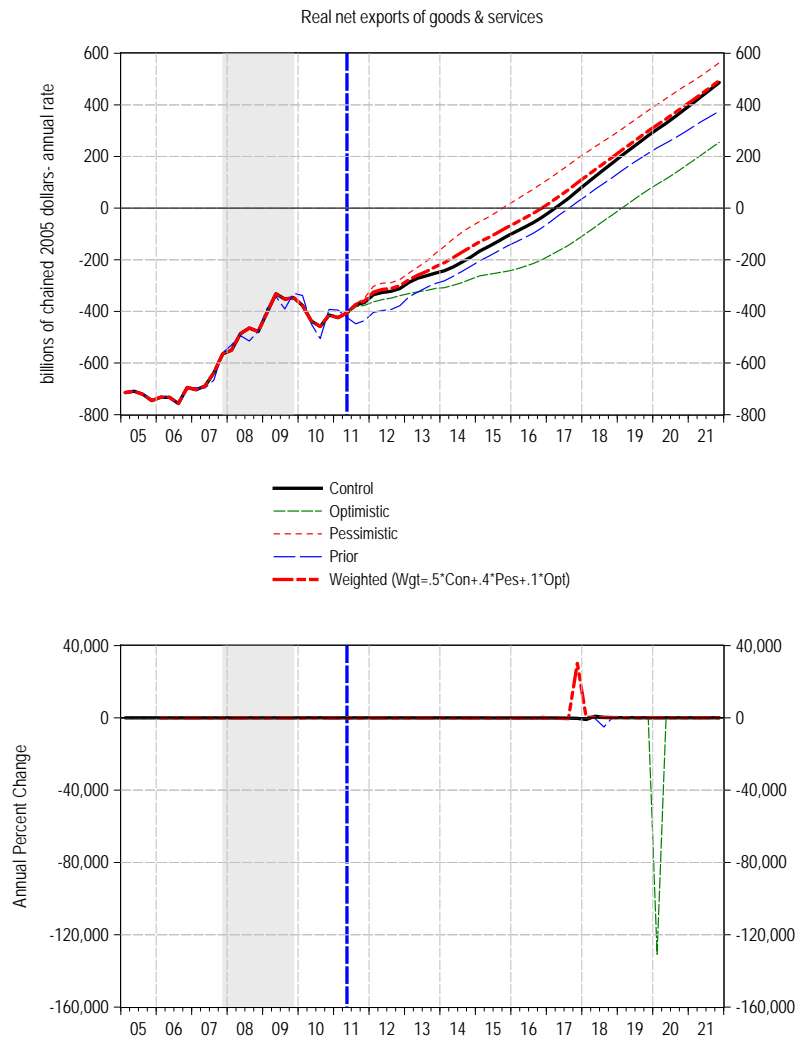 Real net exports of goods & services
billions of chained 2005 dollars- annual rate
600 600
400 400
200 200
0 0
-200 -200
-400 -400
-600 -600
-800 -800
05 06 07 08 09 10 11 12 13 14 15 16 17 18 19 20 21
Control
Optimistic
Pessimistic
Prior
Weighted (Wgt=.5*Con+.4*Pes+.1*Opt)
Annual Percent Change
40,000 40,000
0 0
-40,000 -40,000
-80,000 -80,000
-120,000 -120,000
-160,000 -160,000
05 06 07 08 09 10 11 12 13 14 15 16 17 18 19 20 21